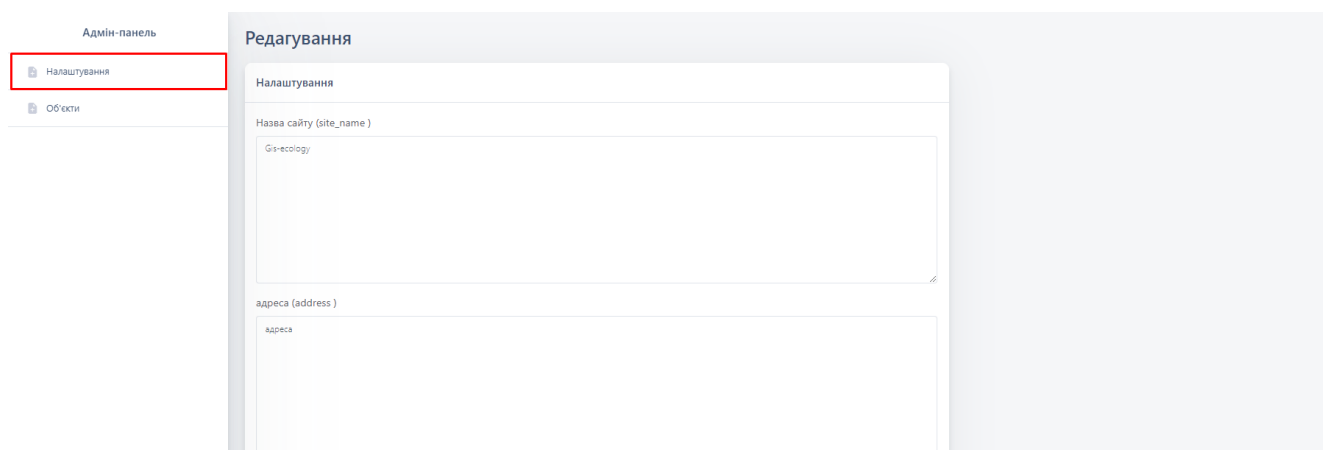 Адмін-панель
Налаштування
Об'єкти
Редагування
Налаштування
Назва сайту (site_name )
Gis-ecology
адреса (address )
адреса